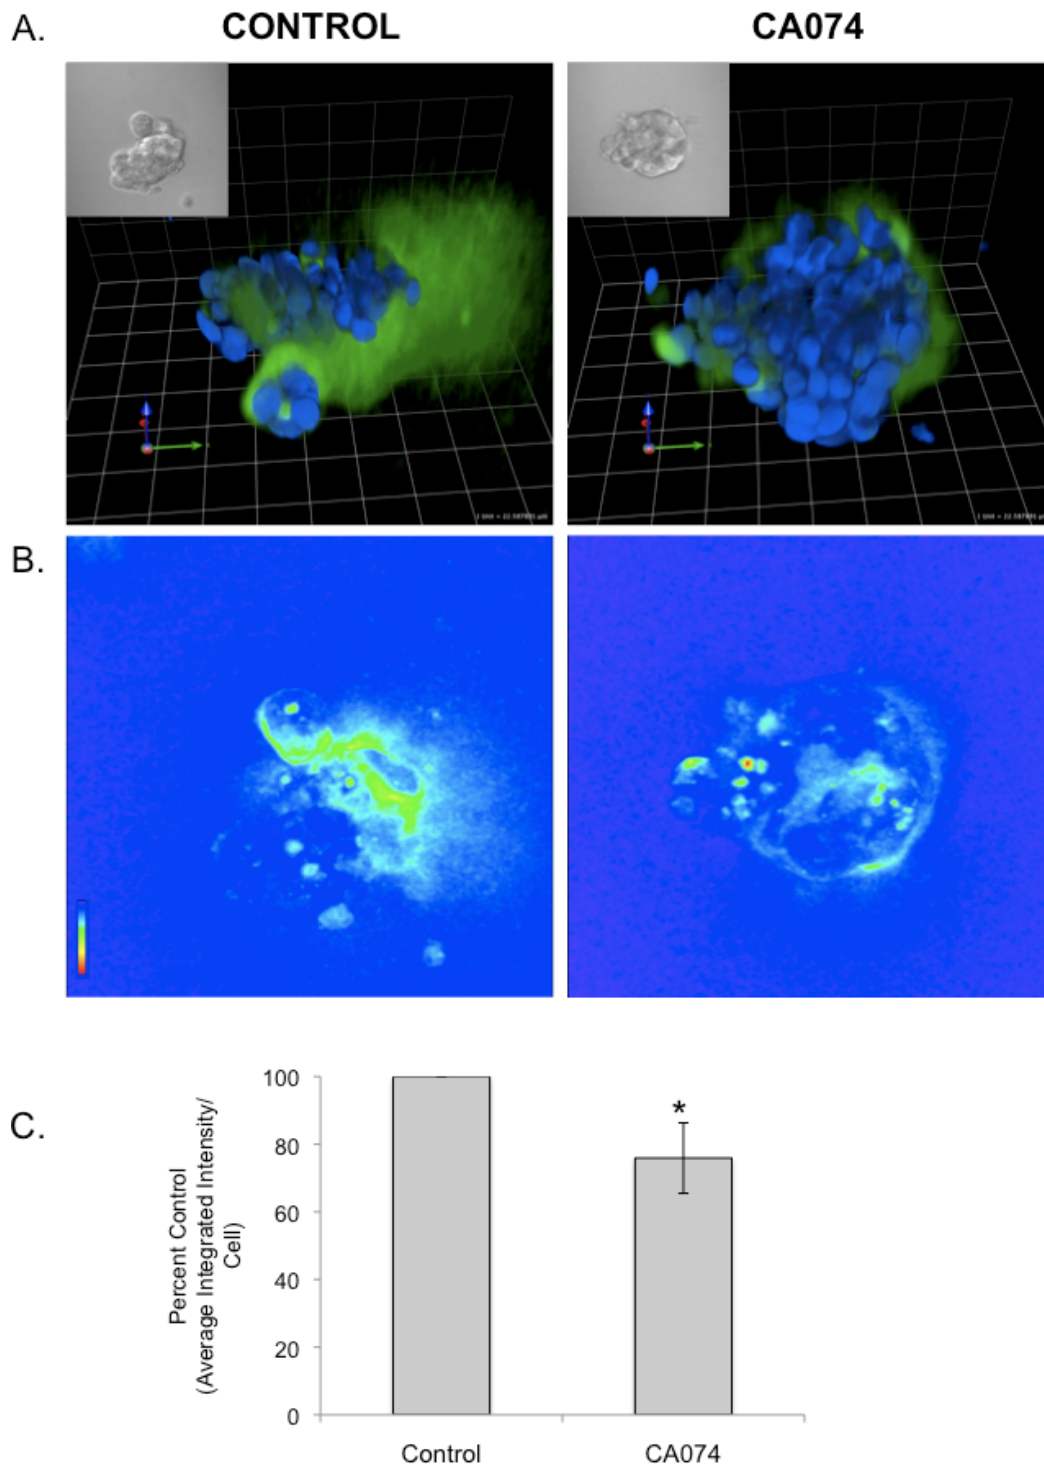 A.
CONTROL
CA074
B.
C.
Percent Control
(Average Integrated Intensity/
Cell)
100
80
60
40
20
0
*
Control
CA074